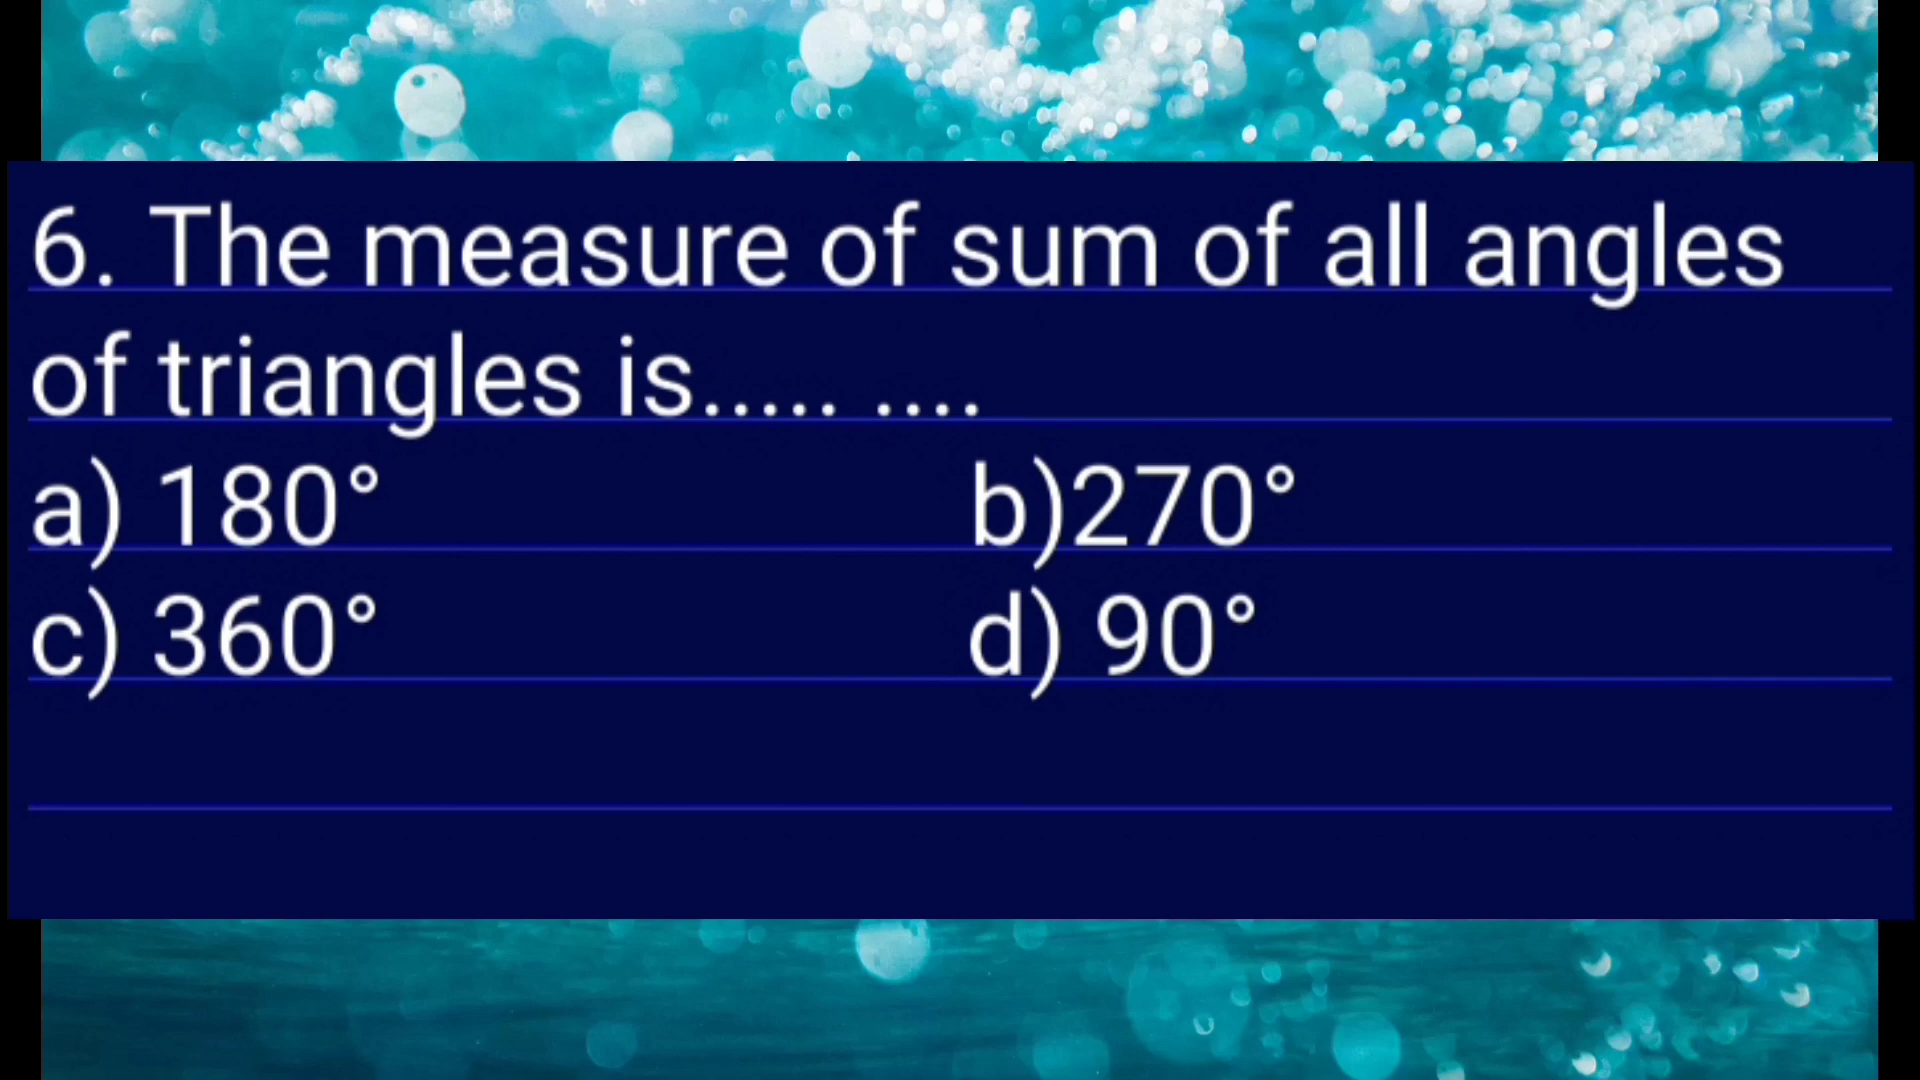 6. The measure of sum of all angles
of triangles is..... ....
a) 180° b)270°
c) 360° d) 90°